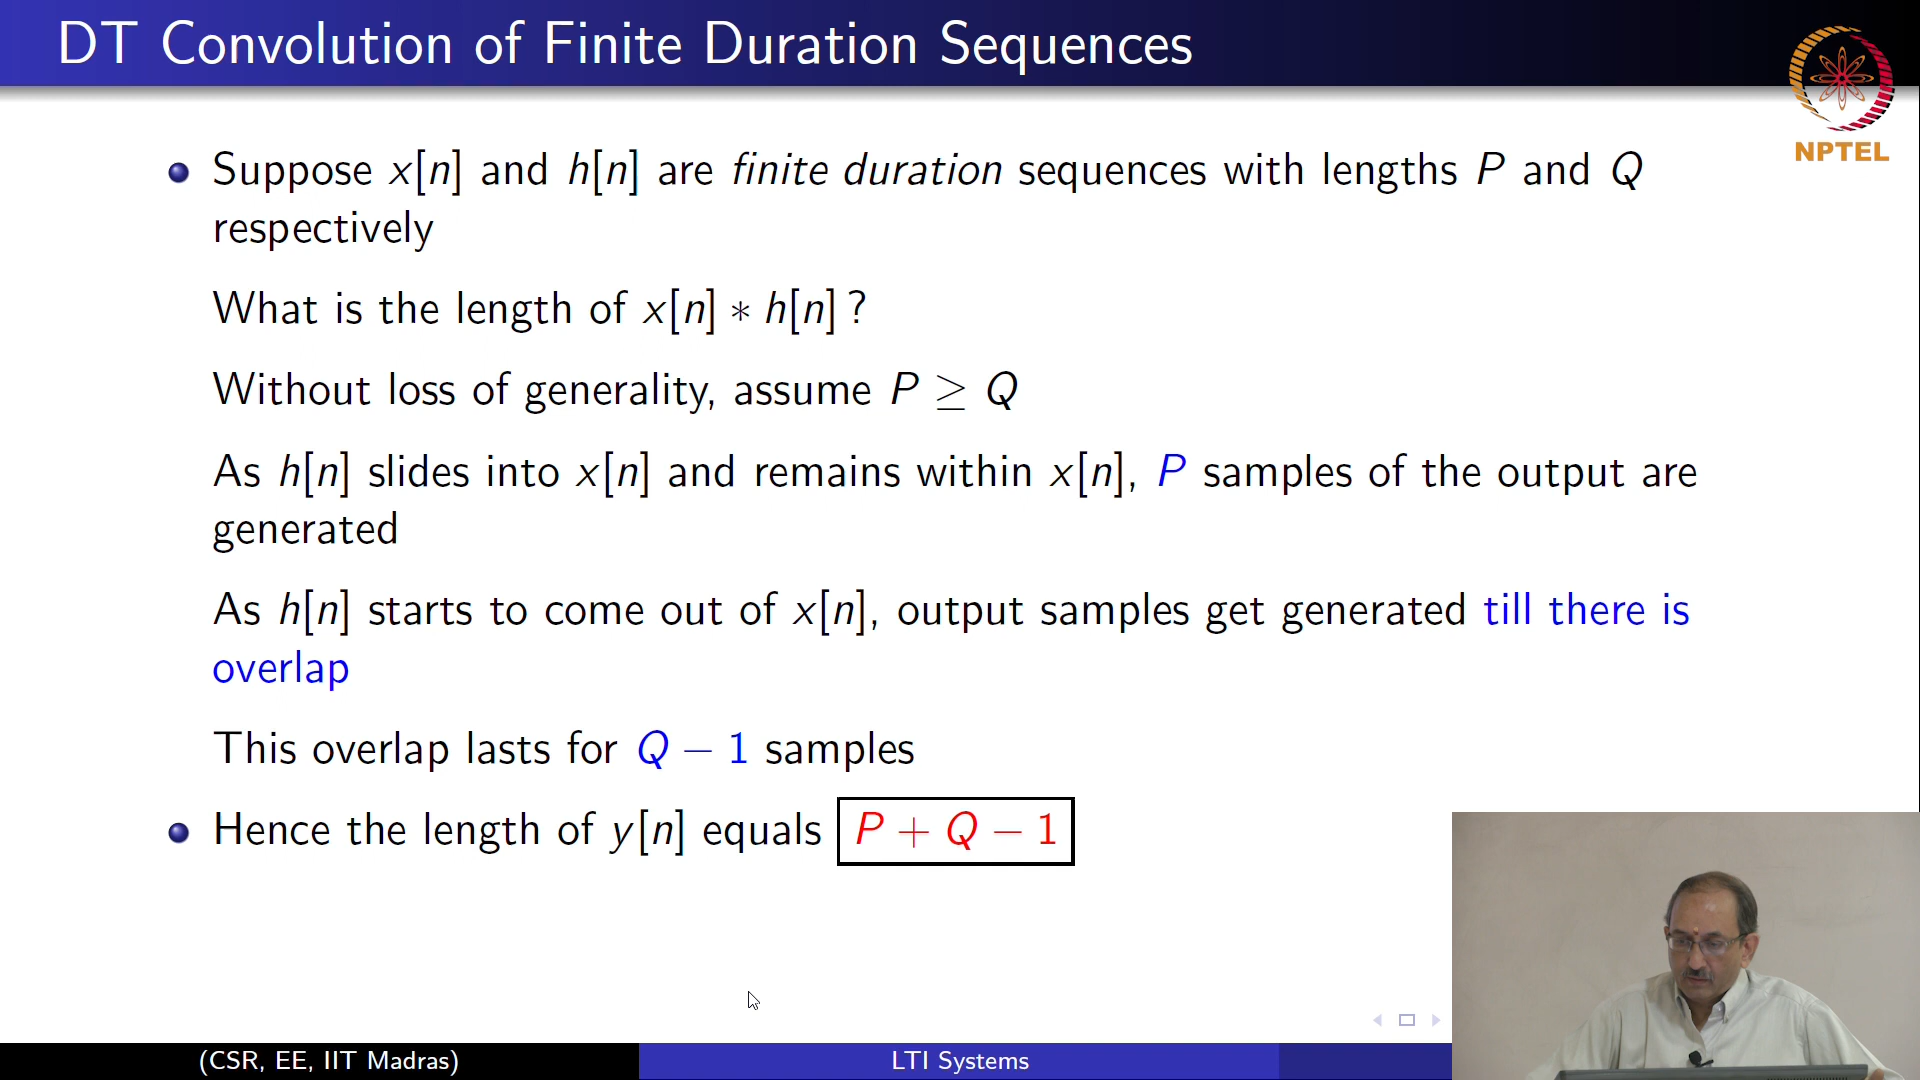 DT Convolution of Finite Duration Sequences
NPTEL
Suppose x[n] and h[n] are finite duration sequences with lengths P and Q
respectively
What is the length of x[n] ∗ h[n] ?
Without loss of generality, assume P ≥ Q
As h[n] slides into x[n] and remains within x[n], P samples of the output are
generated
As h[n] starts to come out of x[n], output samples get generated till there is
overlap
This overlap lasts for Q − 1 samples
Hence the length of y[n] equals P + Q − 1
(CSR, EE, IIT Madras)
LTI Systems